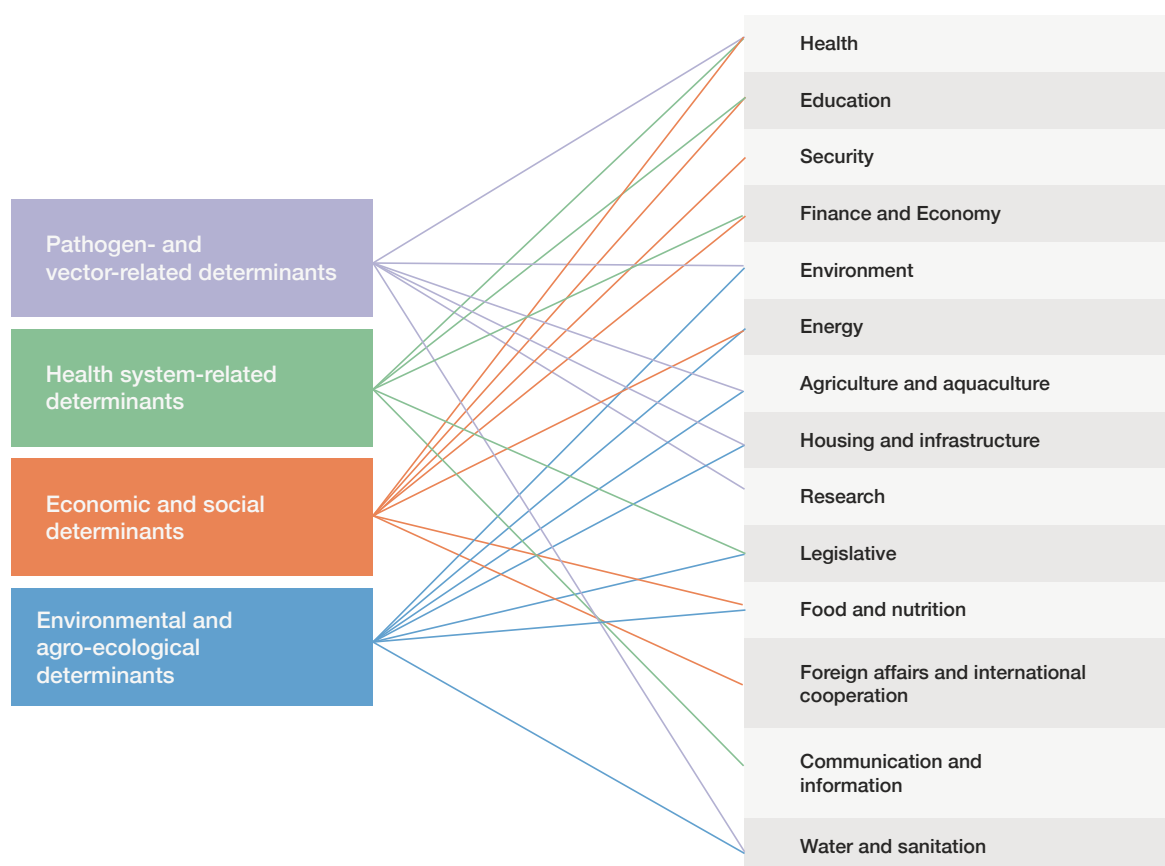 Pathogen- and
vector-related determinants
Health system-related
determinants
Economic and social
determinants
Environmental and
agro-ecological
determinants
Health
Education
Security
Finance and Economy
Environment
Energy
Agriculture and aquaculture
Housing and infrastructure
Research
Legislative
Food and nutrition
Foreign affairs and international
cooperation
Communication and
information
Water and sanitation